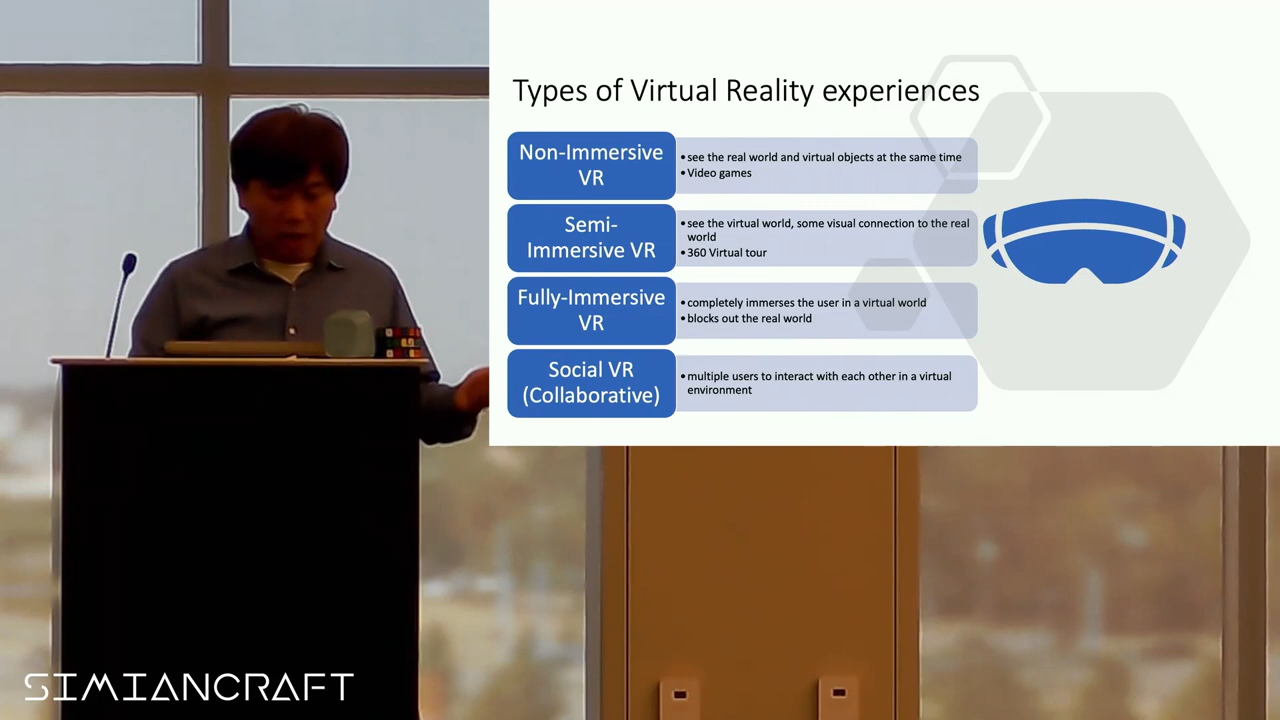 Types of Virtual Reality experiences
Non-Immersive
VR
• see the real world and virtual objects at the same time
• Video games
Semi-
Immersive VR
• see the virtual world, some visual connection to the real
world
• 360 Virtual tour
Fully-Immersive
VR
• completely immerses the user in a virtual world
• blocks out the real world
Social VR
(Collaborative)
• multiple users to interact with each other in a virtual
environment
SIMIANCRAFT